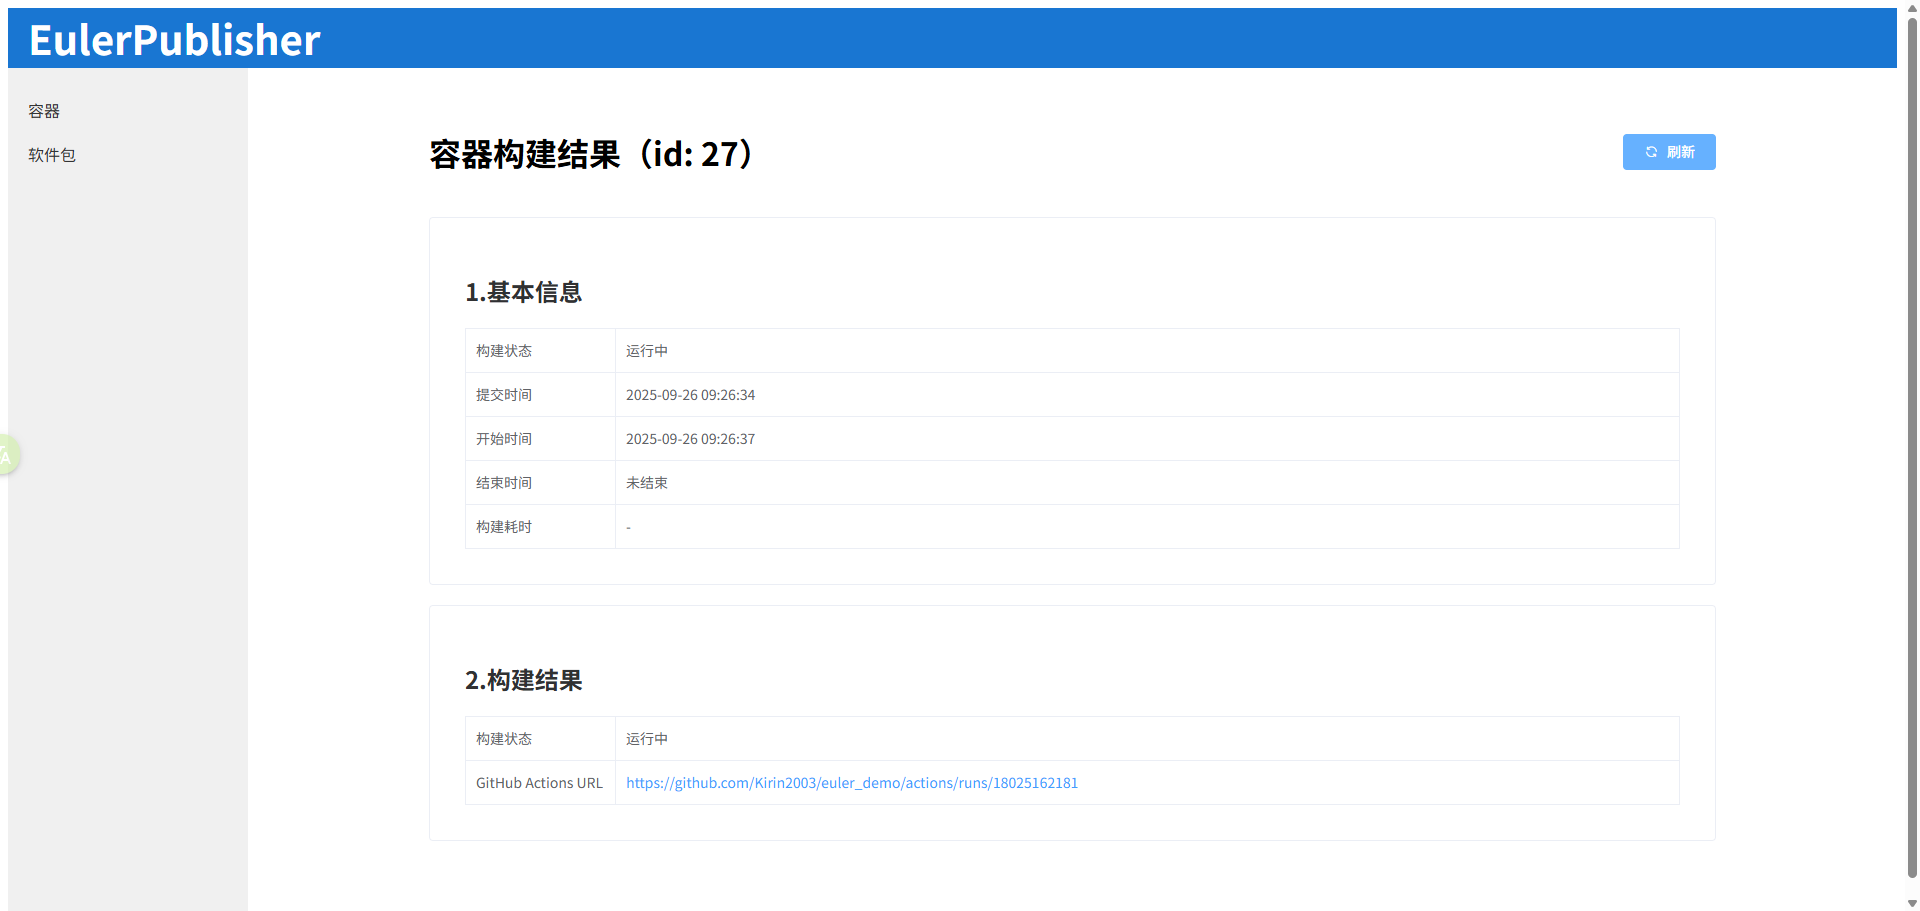 EulerPublisher
容器
软件包
容器构建结果（id: 27）
刷新
1.基本信息
构建状态 运行中
提交时间 2025-09-26 09:26:34
开始时间 2025-09-26 09:26:37
结束时间 未结束
构建耗时 -
2.构建结果
构建状态 运行中
GitHub Actions URL https://github.com/Kirin2003/euler_demo/actions/runs/18025162181